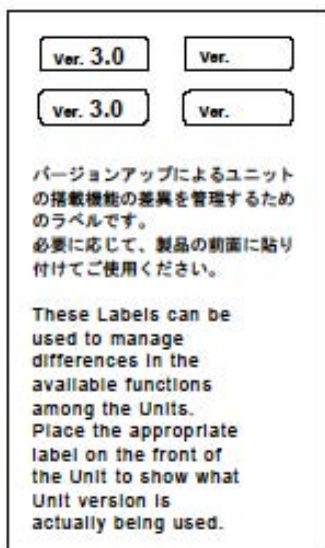 Ver. 3.0 Ver.
Ver. 3.0 Ver.
バージョンアップによるユニット
の搭載機能の差異を管理するため
のラベルです。
必要に応じて、製品の前面に貼り
付けてご使用ください。
These Labels can be
used to manage
differences in the
available functions
among the Units.
Place the appropriate
label on the front of
the Unit to show what
Unit version is
actually being used.